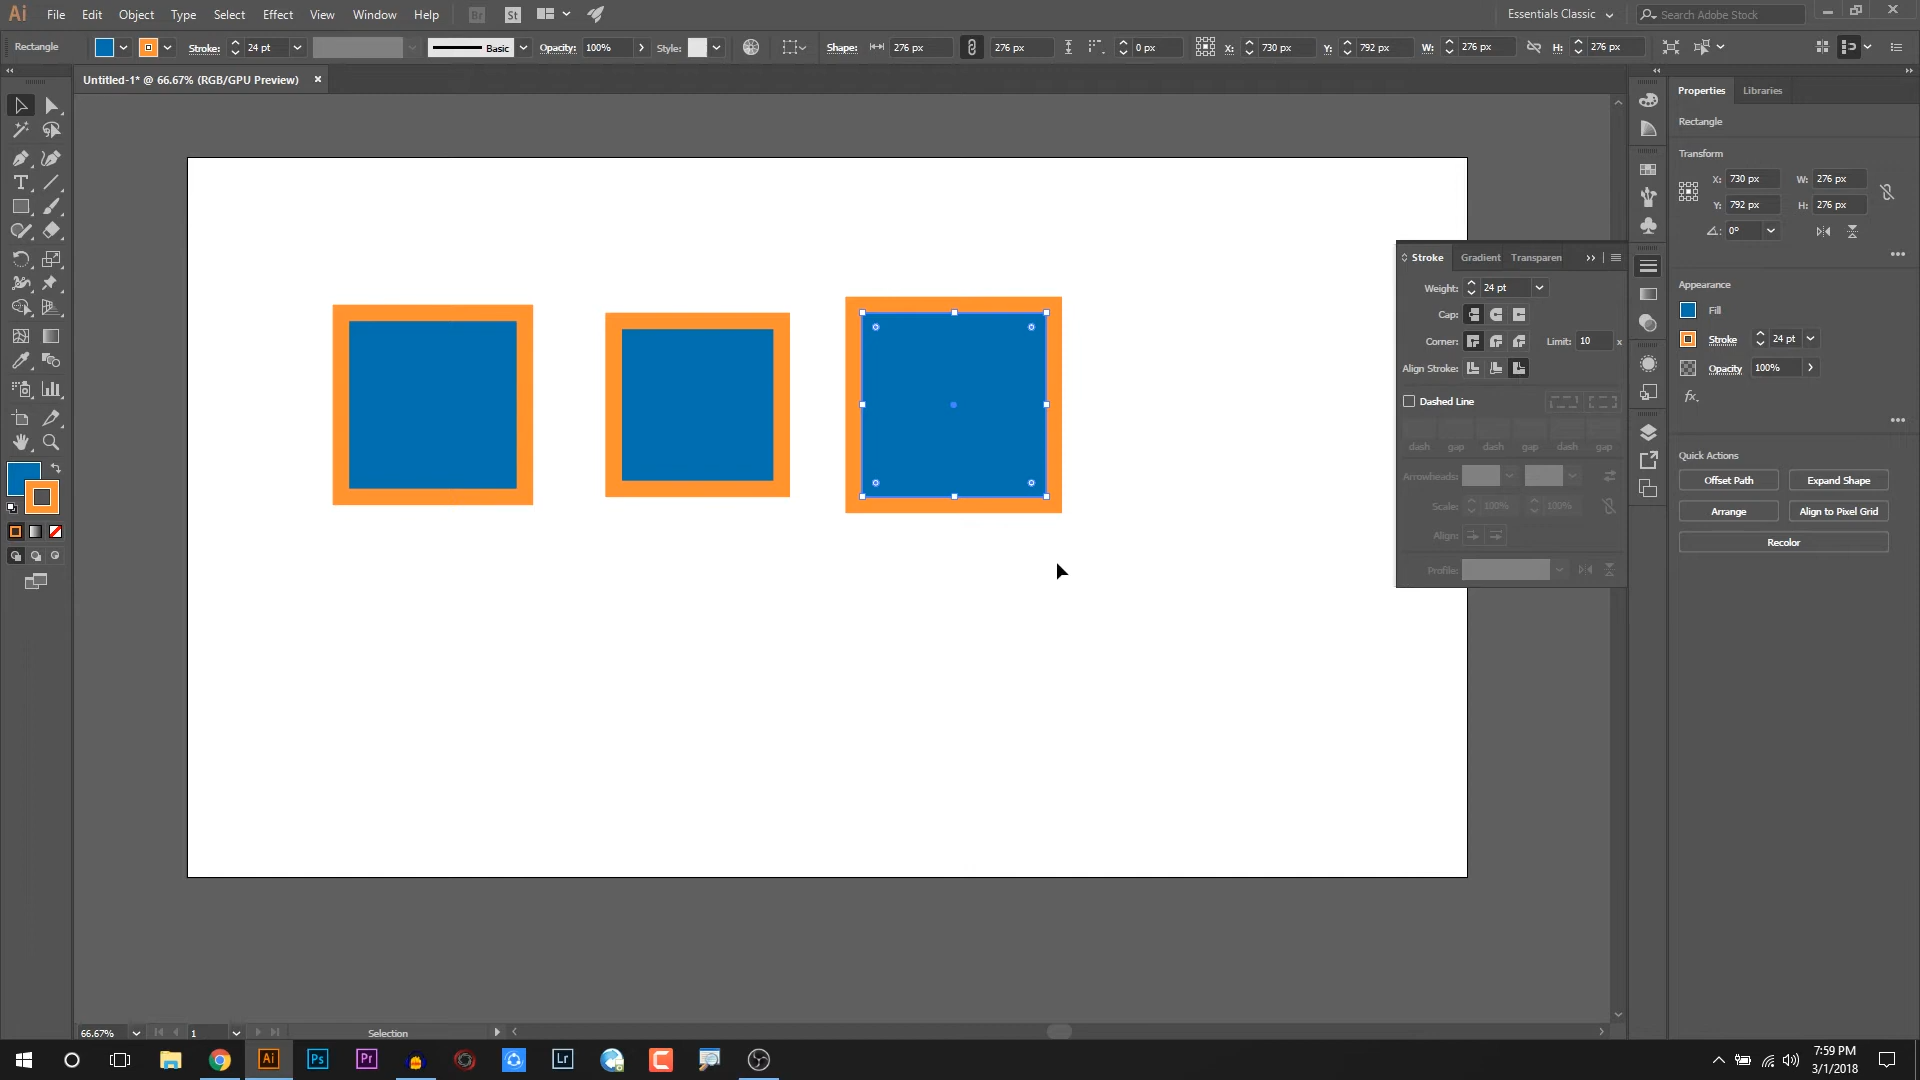 Ai File Edit Object Type Select Effect View Window Help Br St Essentials Classic Search Adobe Stock
Rectangle Stroke: 24 pt Basic Opacity: 100% Style: Shape: 276 px 276 px 0 px X: 730 px Y: 792 px W: 276 px H: 276 px
Untitled-1* @ 66.67% (RGB/GPU Preview) ×
Properties Libraries
Rectangle
Transform
X: 730 px W: 276 px
Y: 792 px H: 276 px
0°
Stroke Gradient Transparen
Weight: 24 pt
Cap:
Corner: Limit: 10 x
Align Stroke:
Dashed Line
dash gap dash gap dash gap
Arrowheads:
Scale: 100% 100%
Align:
Profile:
Appearance
Fill
Stroke 24 pt
Opacity 100%
fx.
Quick Actions
Offset Path Expand Shape
Arrange Align to Pixel Grid
Recolor
66.67% 1 Selection
Ai Ps Pr Lr C
7:59 PM
3/1/2018